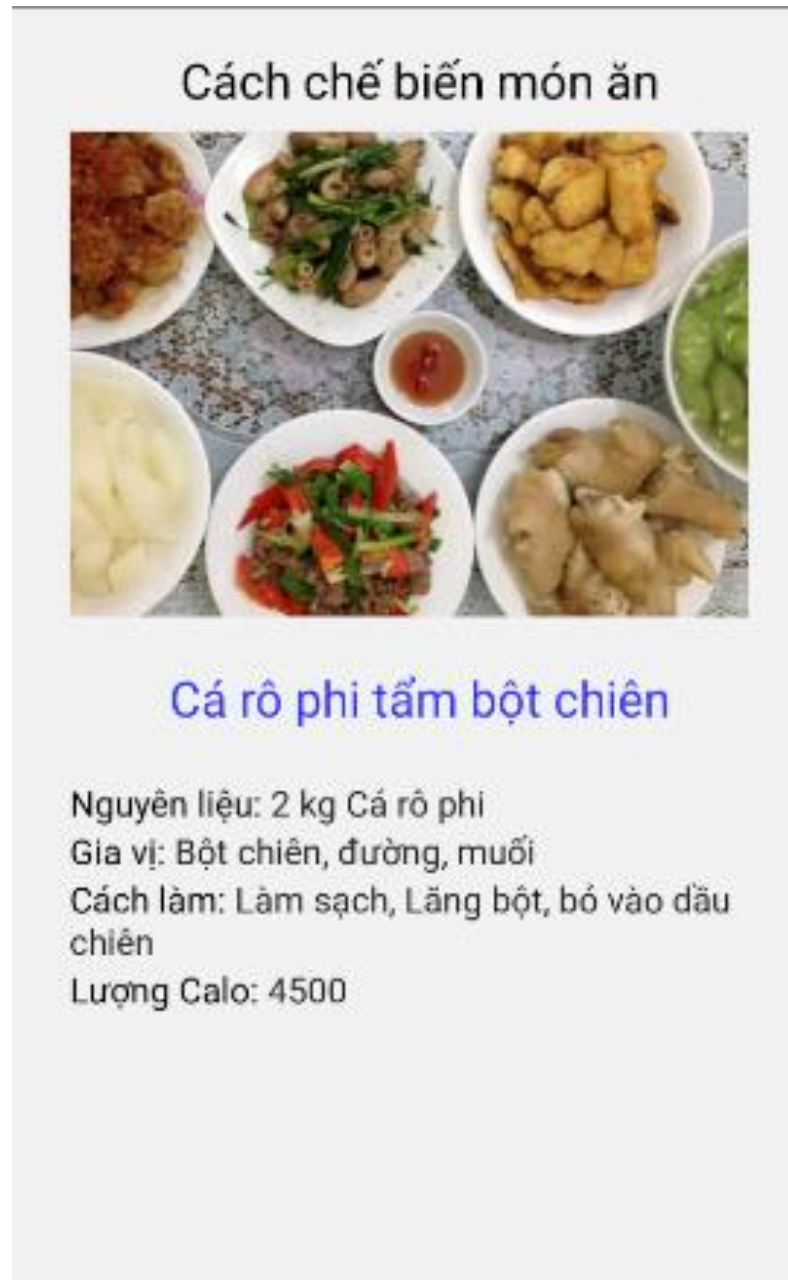 Cách chế biến món ăn
Cá rô phi tẩm bột chiên
Nguyên liệu: 2 kg Cá rô phi
Gia vị: Bột chiên, đường, muối
Cách làm: Làm sạch, Lăng bột, bó vào dầu
chiên
Lượng Calo: 4500